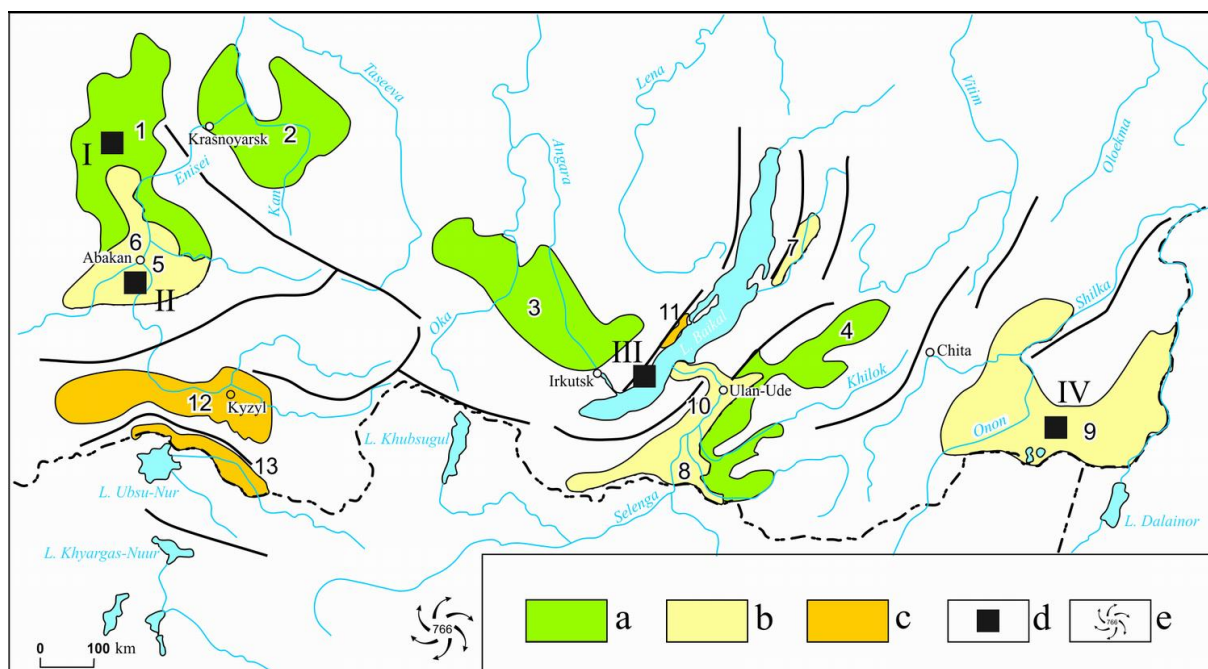 Taseeva
Lena
Vitim
Oloekma
1
2
Krasnoyarsk
I
Enisei
Kan
Angara
6
Abakan
5
II
7
3
11
4
Oka
III
L. Baikal
Shilka
Irkutsk
Chita
Khilok
Ulan-Ude
12
Kyzyl
10
IV
Onon
9
L. Khubsugul
13
8
L. Ubsu-Nur
Selenga
L. Dalainor
L. Khyargas-Nuur
766
a
b
c
d
766
e
0 100 km